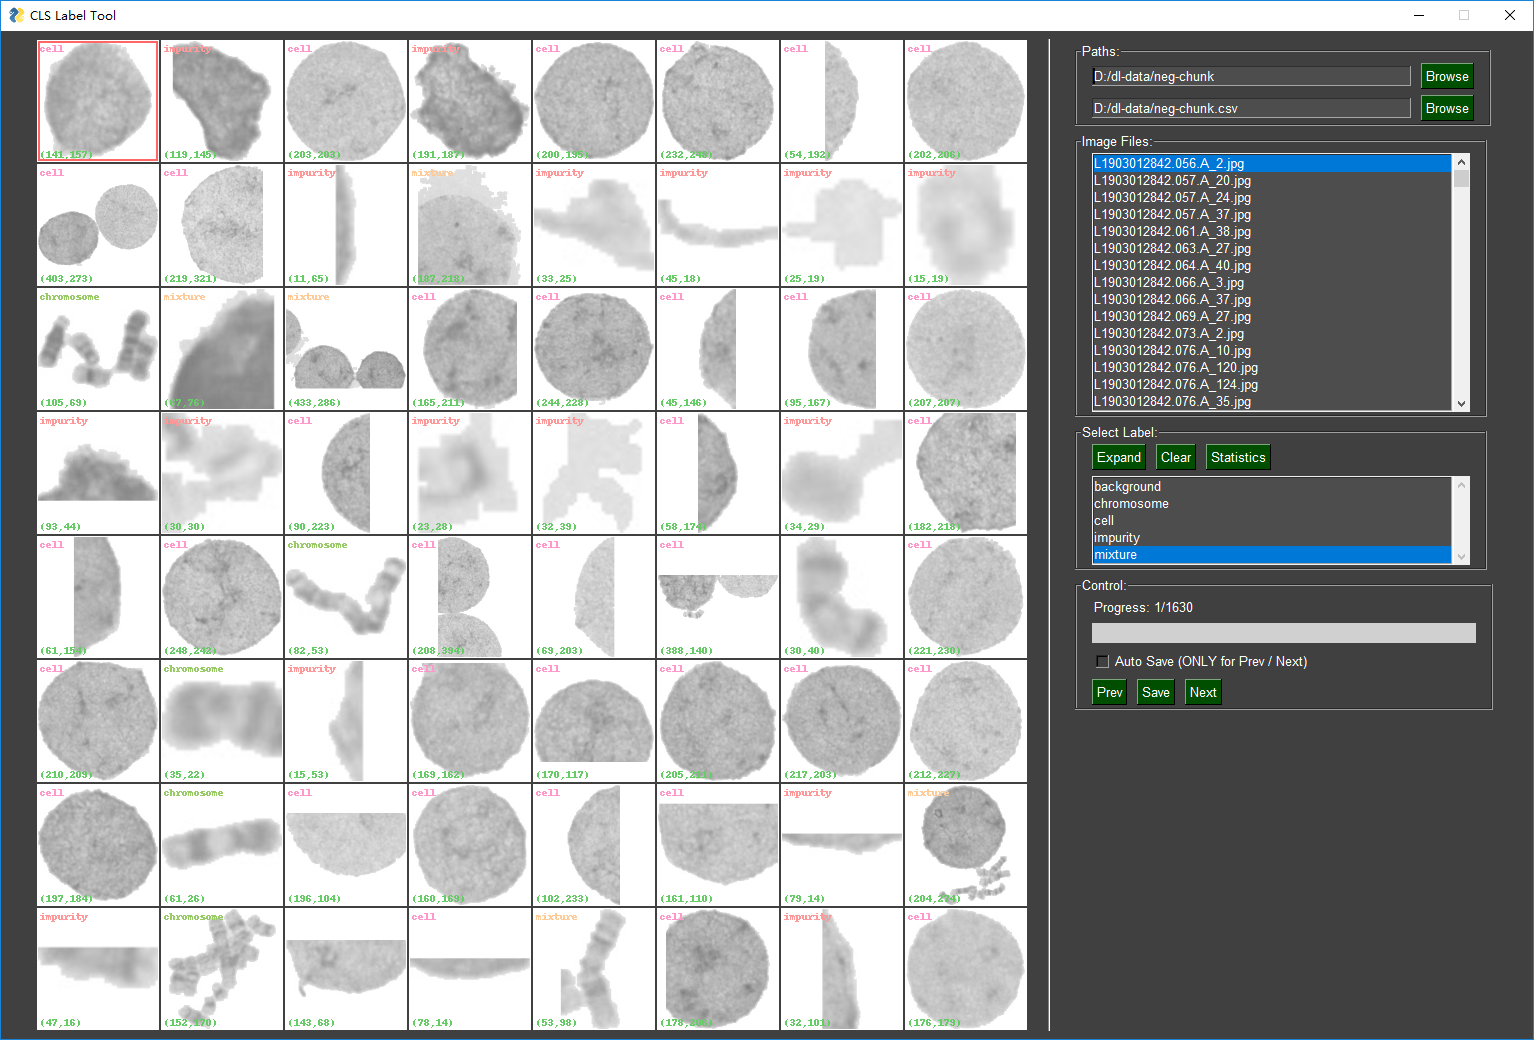 CLS Label Tool
cell impurity cell impurity cell cell cell cell
(141,157) (119,145) (203,203) (191,187) (200,195) (232,248) (54,192) (202,206)
cell cell impurity mixture impurity impurity impurity impurity
(403,273) (219,321) (11,65) (187,218) (33,25) (45,18) (25,19) (15,19)
chromosome mixture mixture cell cell cell cell cell
(105,69) (433,286) (165,211) (244,228) (45,146) (95,167) (207,207)
impurity impurity cell impurity impurity cell impurity cell
(93,44) (30,30) (90,223) (23,28) (32,39) (58,174) (34,29) (182,218)
cell cell chromosome cell cell cell impurity cell
(61,154) (248,242) (82,53) (208,394) (69,203) (388,140) (30,40) (221,230)
cell chromosome impurity cell cell cell cell cell
(210,209) (35,22) (15,53) (169,162) (170,117) (217,203) (212,227)
cell chromosome cell cell cell cell impurity mixture
(197,184) (61,26) (196,104) (160,169) (102,233) (161,110) (79,14) (204,274)
impurity chromosome cell cell mixture cell impurity cell
(47,16) (152,170) (143,68) (78,14) (53,98) (32,101) (176,179)
Paths:
D:/dl-data/neg-chunk Browse
D:/dl-data/neg-chunk.csv Browse
Image Files:
L1903012842.056.A_2.jpg
L1903012842.057.A_20.jpg
L1903012842.057.A_24.jpg
L1903012842.057.A_37.jpg
L1903012842.061.A_38.jpg
L1903012842.063.A_27.jpg
L1903012842.064.A_40.jpg
L1903012842.066.A_3.jpg
L1903012842.066.A_37.jpg
L1903012842.069.A_27.jpg
L1903012842.073.A_2.jpg
L1903012842.076.A_10.jpg
L1903012842.076.A_120.jpg
L1903012842.076.A_124.jpg
L1903012842.076.A_35.jpg
Select Label:
Expand Clear Statistics
background
chromosome
cell
impurity
mixture
Control:
Progress: 1/1630
Auto Save (ONLY for Prev / Next)
Prev Save Next